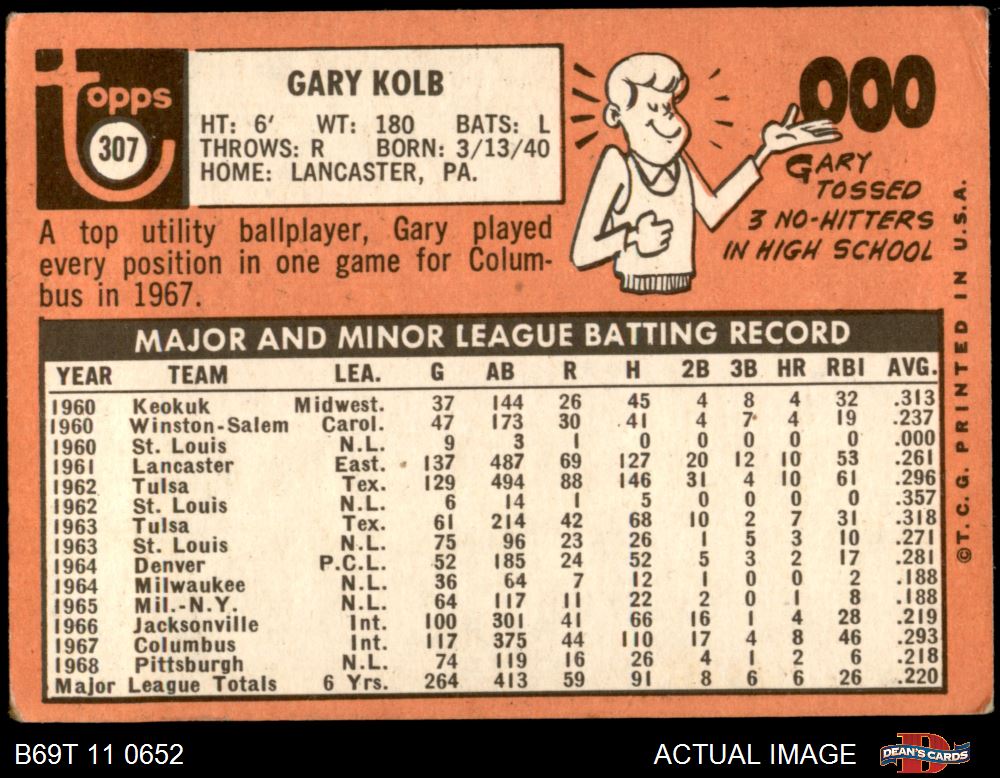 Topps
307
GARY KOLB
HT: 6' WT: 180 BATS: L
THROWS: R BORN: 3/13/40
HOME: LANCASTER, PA.
A top utility ballplayer, Gary played
every position in one game for Colum-
bus in 1967.
000
GARY
TOSSED
3 NO-HITTERS
IN HIGH SCHOOL
MAJOR AND MINOR LEAGUE BATTING RECORD
YEAR TEAM LEA. G AB R H 2B 3B HR RBI AVG.
1960 Keokuk Midwest. 37 144 26 45 4 8 4 32 .313
1960 Winston-Salem Carol. 47 173 30 41 4 7 4 19 .237
1960 St. Louis N.L. 9 3 1 0 0 0 0 0 .000
1961 Lancaster East. 137 487 69 127 20 12 10 53 .261
1962 Tulsa Tex. 129 494 88 146 31 4 10 61 .296
1962 St. Louis N.L. 6 14 1 5 0 0 0 0 .357
1963 Tulsa Tex. 61 214 42 68 10 2 7 31 .318
1963 St. Louis N.L. 75 96 23 26 1 5 3 10 .271
1964 Denver P.C.L. 52 185 24 52 5 3 2 17 .281
1964 Milwaukee N.L. 36 64 7 12 1 0 0 2 .188
1965 Mil.-N.Y. N.L. 64 117 11 22 2 0 1 8 .188
1966 Jacksonville Int. 100 301 41 66 16 1 4 28 .219
1967 Columbus Int. 117 375 44 110 17 4 8 46 .293
1968 Pittsburgh N.L. 74 119 16 26 4 1 2 6 .218
Major League Totals 6 Yrs. 264 413 59 91 8 6 6 26 .220
©T.C.G. PRINTED IN U.S.A.
B69T 11 0652
ACTUAL IMAGE
DEAN'S CARDS